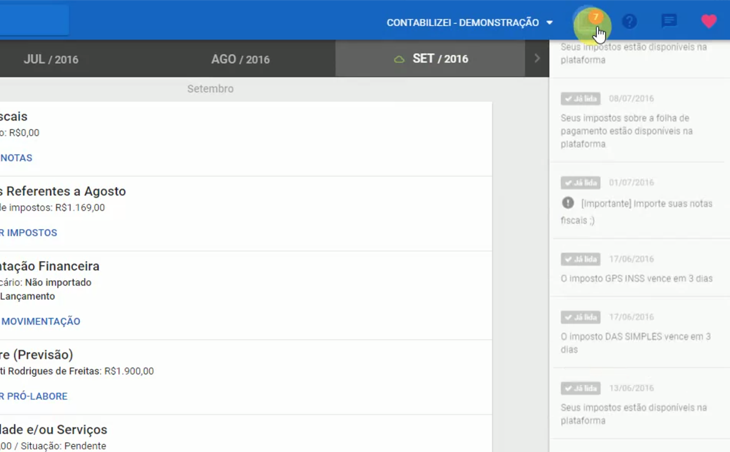 CONTABILIZEI - DEMONSTRAÇÃO
7
JUL / 2016
AGO / 2016
SET / 2016
Setembro
scais
o: R$0,00
NOTAS
s Referentes a Agosto
de impostos: R$1.169,00
R IMPOSTOS
ntação Financeira
cário: Não importado
Lançamento
MOVIMENTAÇÃO
re (Previsão)
ti Rodrigues de Freitas: R$1.900,00
R PRÓ-LABORE
dade e/ou Serviços
,00 / Situação: Pendente
Seus impostos estão disponíveis na
plataforma
Já lida 08/07/2016
Seus impostos sobre a folha de
pagamento estão disponíveis na
plataforma
Já lida 01/07/2016
[Importante] Importe suas notas
fiscais ;)
Já lida 17/06/2016
O imposto GPS INSS vence em 3 dias
Já lida 17/06/2016
O imposto DAS SIMPLES vence em 3
dias
Já lida 13/06/2016
Seus impostos estão disponíveis na
plataforma